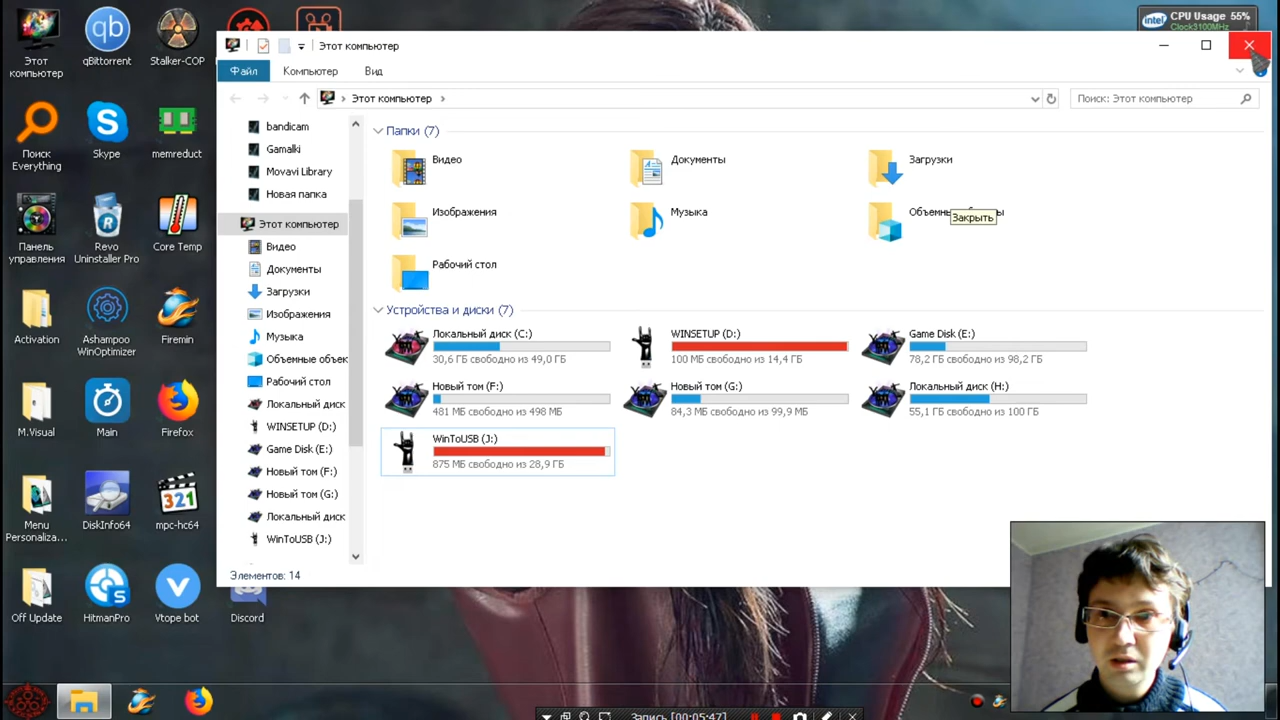 Этот компьютер
qBittorrent
Stalker-COP
Поиск Everything
Skype
memreduct
Панель управления
Revo Uninstaller Pro
Core Temp
Activation
Ashampoo WinOptimizer
Firemin
M.Visual
Main
Firefox
Menu Personaliza...
DiskInfo64
mpc-hc64
Off Update
HitmanPro
Vtope bot
Discord
intel
CPU Usage 55%
Clock3100MHz
Этот компьютер
Файл
Компьютер
Вид
Этот компьютер
Поиск: Этот компьютер
bandicam
Gamalki
Movavi Library
Новая папка
Этот компьютер
Видео
Документы
Загрузки
Изображения
Музыка
Объемные объек
Рабочий стол
Локальный диск
WINSETUP (D:)
Game Disk (E:)
Новый том (F:)
Новый том (G:)
Локальный диск
WinToUSB (J:)
Папки (7)
Видео
Документы
Загрузки
Изображения
Музыка
Закрыть
Рабочий стол
Устройства и диски (7)
Локальный диск (C:)
30,6 ГБ свободно из 49,0 ГБ
WINSETUP (D:)
100 МБ свободно из 14,4 ГБ
Game Disk (E:)
78,2 ГБ свободно из 98,2 ГБ
Новый том (F:)
481 МБ свободно из 498 МБ
Новый том (G:)
84,3 МБ свободно из 99,9 МБ
Локальный диск (H:)
55,1 ГБ свободно из 100 ГБ
WinToUSB (J:)
875 МБ свободно из 28,9 ГБ
Элементов: 14
Запись [00:05:47]